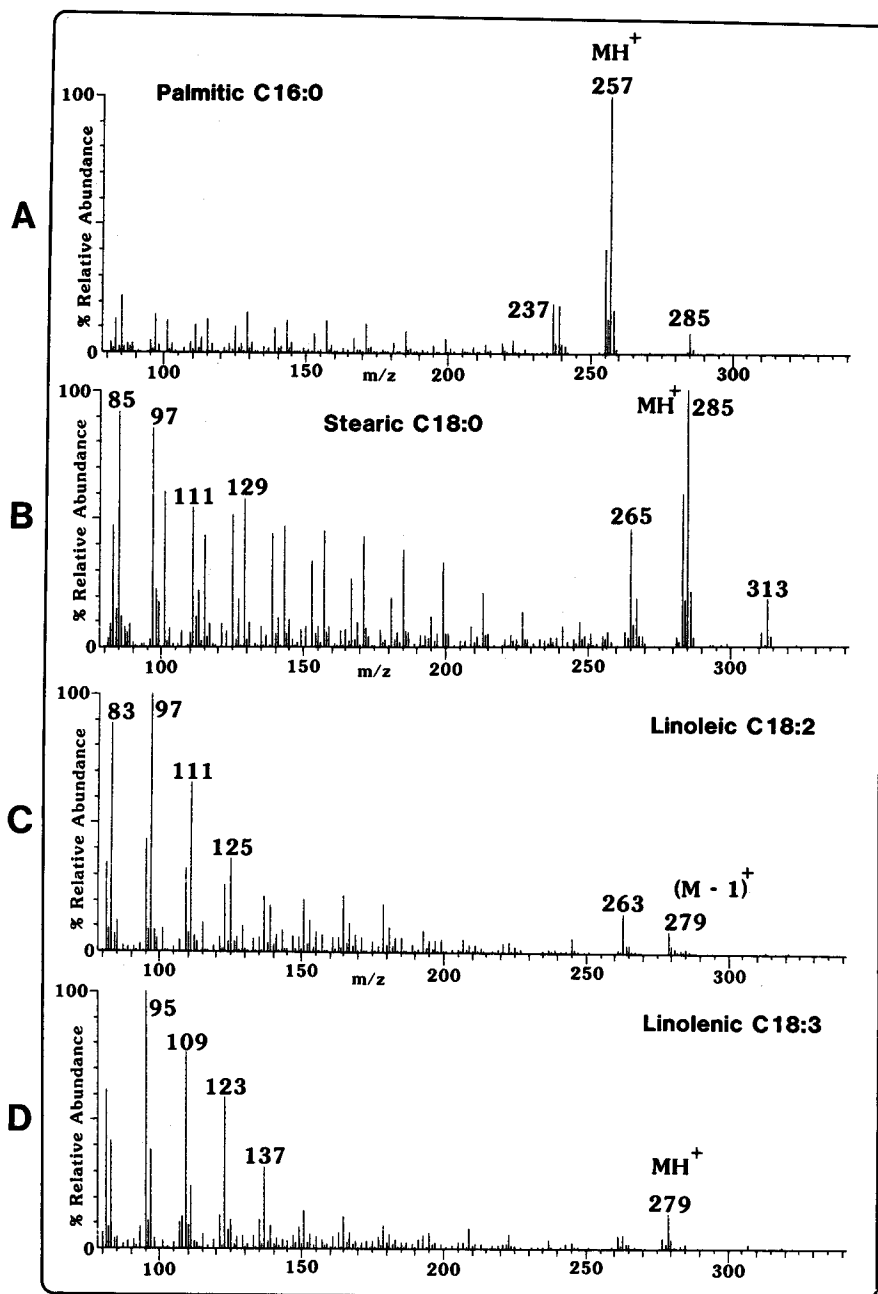 A
Palmitic C16:0
MH+
257
237
285
% Relative Abundance
100
0
100 150 200 250 300
m/z
B
Stearic C18:0
85
97
111
129
265
MH+
285
313
% Relative Abundance
100
0
100 150 200 250 300
m/z
C
Linoleic C18:2
83
97
111
125
263
(M - 1)+
279
% Relative Abundance
100
0
100 150 200 250 300
m/z
D
Linolenic C18:3
95
109
123
137
MH+
279
% Relative Abundance
100
0
100 150 200 250 300